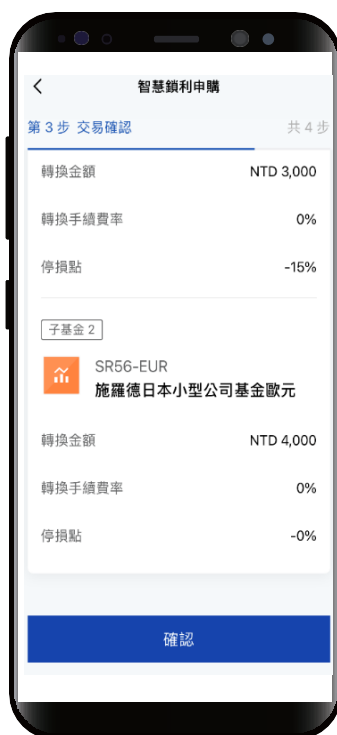 智慧鎖利申購
第 3 步 交易確認 共 4 步
轉換金額 NTD 3,000
轉換手續費率 0%
停損點 -15%
子基金 2
SR56-EUR
施羅德日本小型公司基金歐元
轉換金額 NTD 4,000
轉換手續費率 0%
停損點 -0%
確認